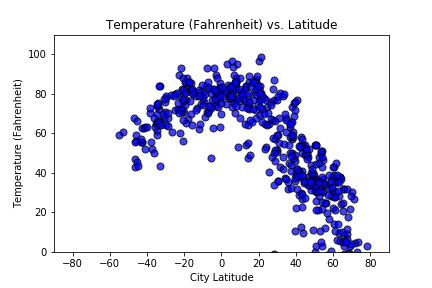 Temperature (Fahrenheit) vs. Latitude
100
80
60
40
20
0
Temperature (Fahrenheit)
−80 −60 −40 −20 0 20 40 60 80
City Latitude